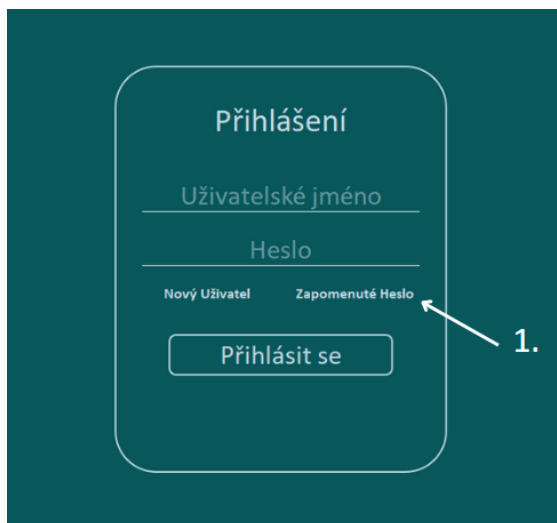 Přihlášení
Uživatelské jméno
Heslo
Nový Uživatel Zapomenuté Heslo
Přihlásit se
1.